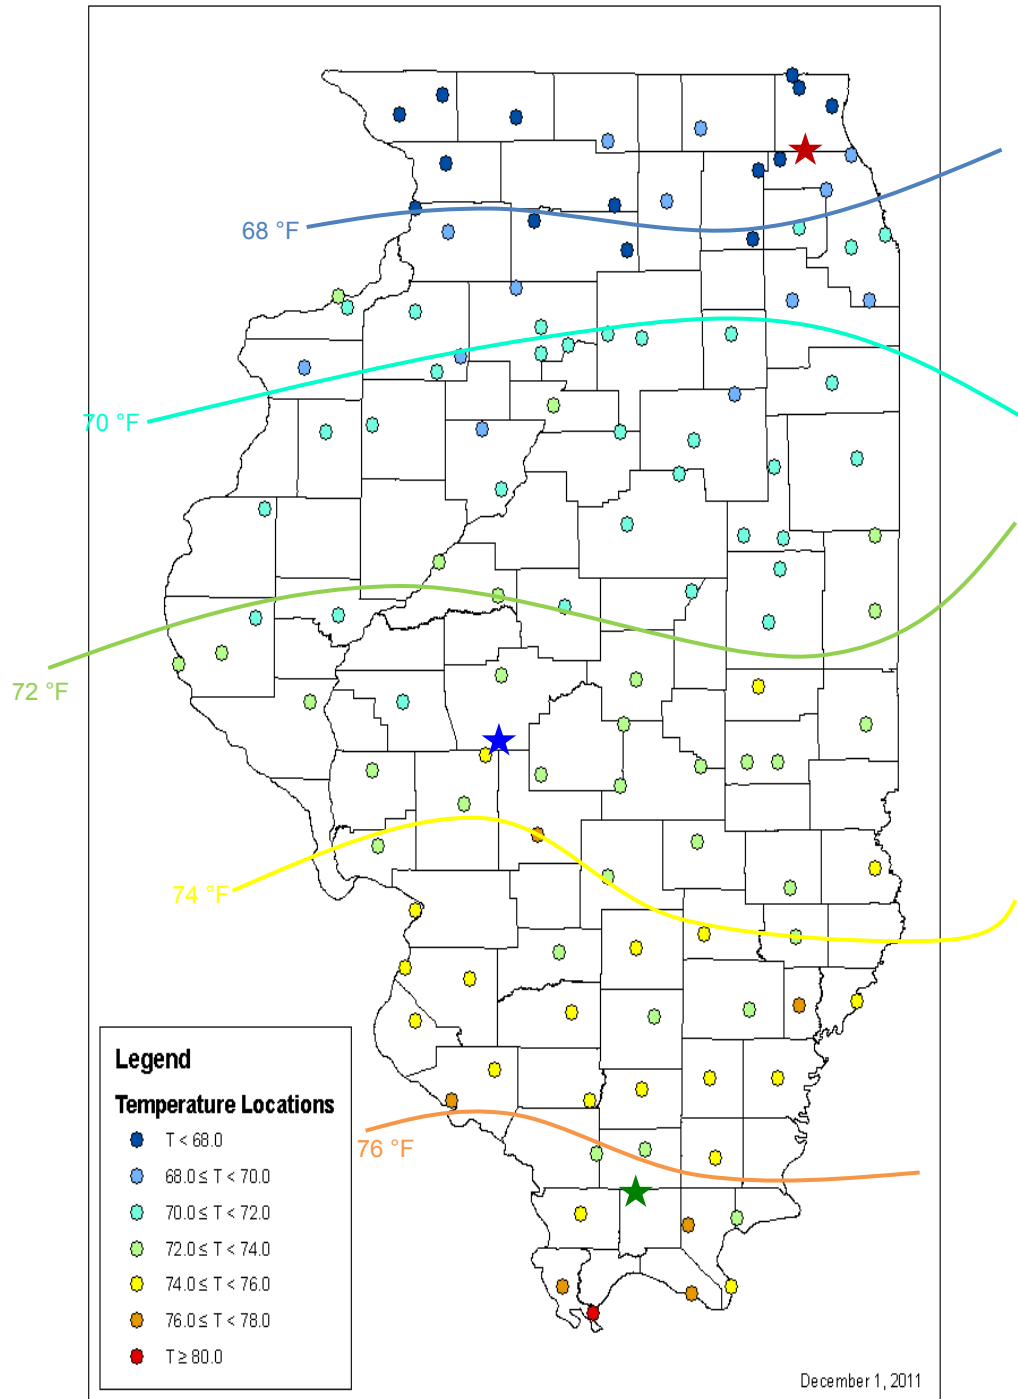 68 °F
70 °F
72 °F
74 °F
76 °F
Legend
Temperature Locations
T < 68.0
68.0 ≤ T < 70.0
70.0 ≤ T < 72.0
72.0 ≤ T < 74.0
74.0 ≤ T < 76.0
76.0 ≤ T < 78.0
T ≥ 80.0
December 1, 2011